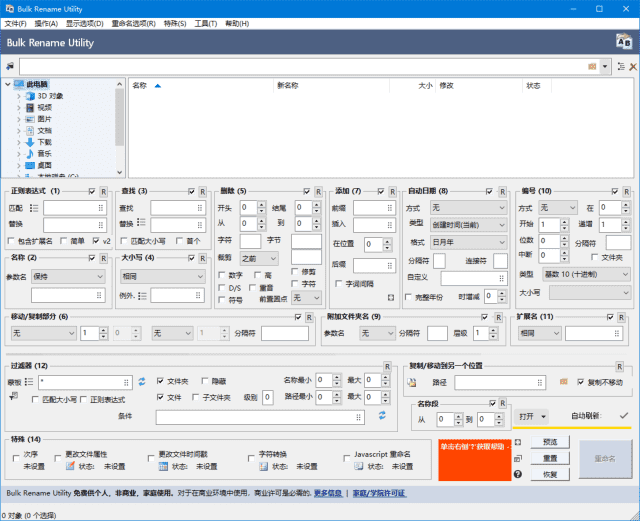 Bulk Rename Utility
文件(F) 操作(A) 显示选项(D) 重命名选项(R) 特殊(S) 工具(T) 帮助(H)
Bulk Rename Utility
此电脑
3D 对象
视频
图片
文档
下载
音乐
桌面
名称 新名称 大小 修改 状态
正则表达式 (1) R
匹配
替换
包含扩展名 简单 v2
查找 (3) R
查找
替换
匹配大小写 首个
删除 (5) R
开头 0 结尾 0
从 0 到 0
字符 字节
裁剪 之前
数字 高 修剪
D/S 重音 字符
符号 前置圆点 无
添加 (7) R
前缀
插入
在位置 0
后缀
字词间隔
自动日期 (8) R
方式 无
类型 创建时间(当前)
格式 日月年
分隔符 连接符
自定义
完整年份 时增减 0
编号 (10) R
方式 无 在 0
开始 1 递增 1
位数 0 分隔符
中断 0 文件夹
类型 基数 10 (十进制)
大小写
名称 (2) R
参数名 保持
大小写 (4) R
相同
例外.
移动/复制部分 (6) R
无 1 0 无 1 分隔符
附加文件夹名 (9) R
参数名 无 分隔符 层级 1
扩展名 (11) R
相同
过滤器 (12) R
蒙板 * 文件夹 隐藏 名称最小 0 最大 0
匹配大小写 正则表达式 文件 子文件夹 级别 0 路径最小 0 最大 0
条件
复制/移动到另一个位置 R
路径 复制不移动
名称段 R
从 0 到 0
打开 自动刷新:
特殊 (14) R
次序
未设置
更改文件属性
状态: 未设置
更改文件时间戳
状态: 未设置
字符转换
状态: 未设置
Javascript 重命名
状态: 未设置
预览
重置
恢复
重命名
Bulk Rename Utility 免费供个人，非商业，家庭使用。对于在商业环境中使用，商业许可是必需的. 更多信息 | 家庭/学院许可证
0 对象 (0 个选择)